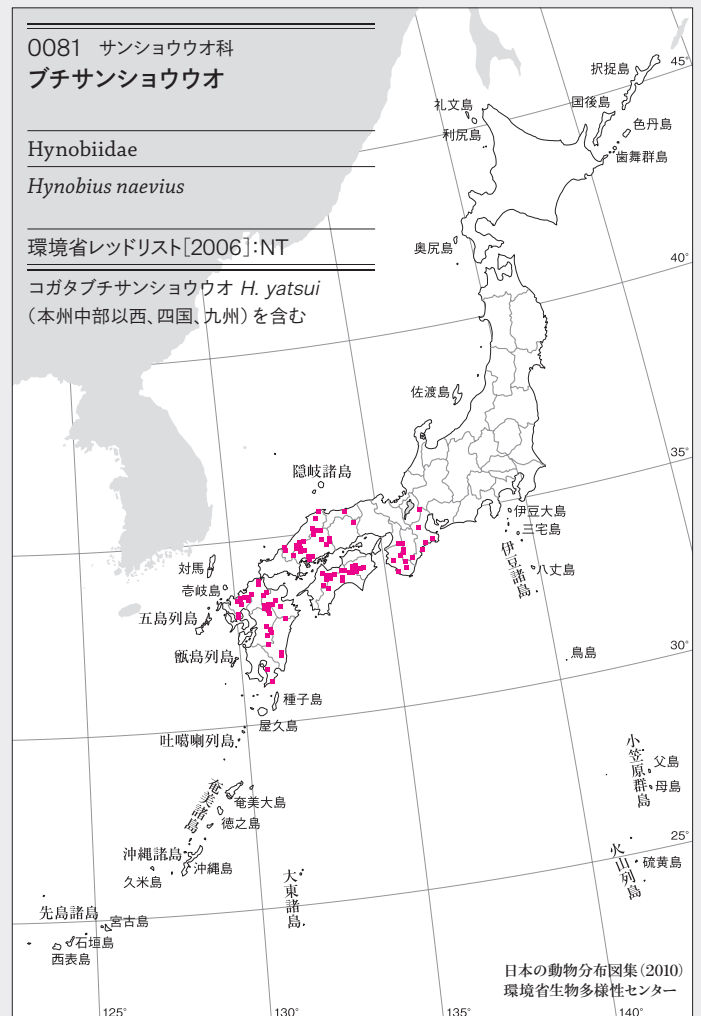 0081 サンショウウオ科
ブチサンショウウオ
Hynobiidae
Hynobius naevius
環境省レッドリスト[2006]:NT
コガタブチサンショウウオ H. yatsui
（本州中部以西、四国、九州）を含む
択捉島
45°
礼文島
国後島
利尻島
色丹島
歯舞群島
奥尻島
40°
佐渡島
35°
隠岐諸島
伊豆大島
三宅島
伊豆諸島
八丈島
対馬
壱岐島
五島列島
甑島列島
鳥島
30°
種子島
屋久島
吐噶喇列島
小笠原群島
父島
母島
奄美諸島
奄美大島
徳之島
25°
沖縄諸島
沖縄島
久米島
火山列島
硫黄島
大東諸島
先島諸島
宮古島
石垣島
西表島
日本の動物分布図集(2010)
環境省生物多様性センター
125°
130°
135°
140°